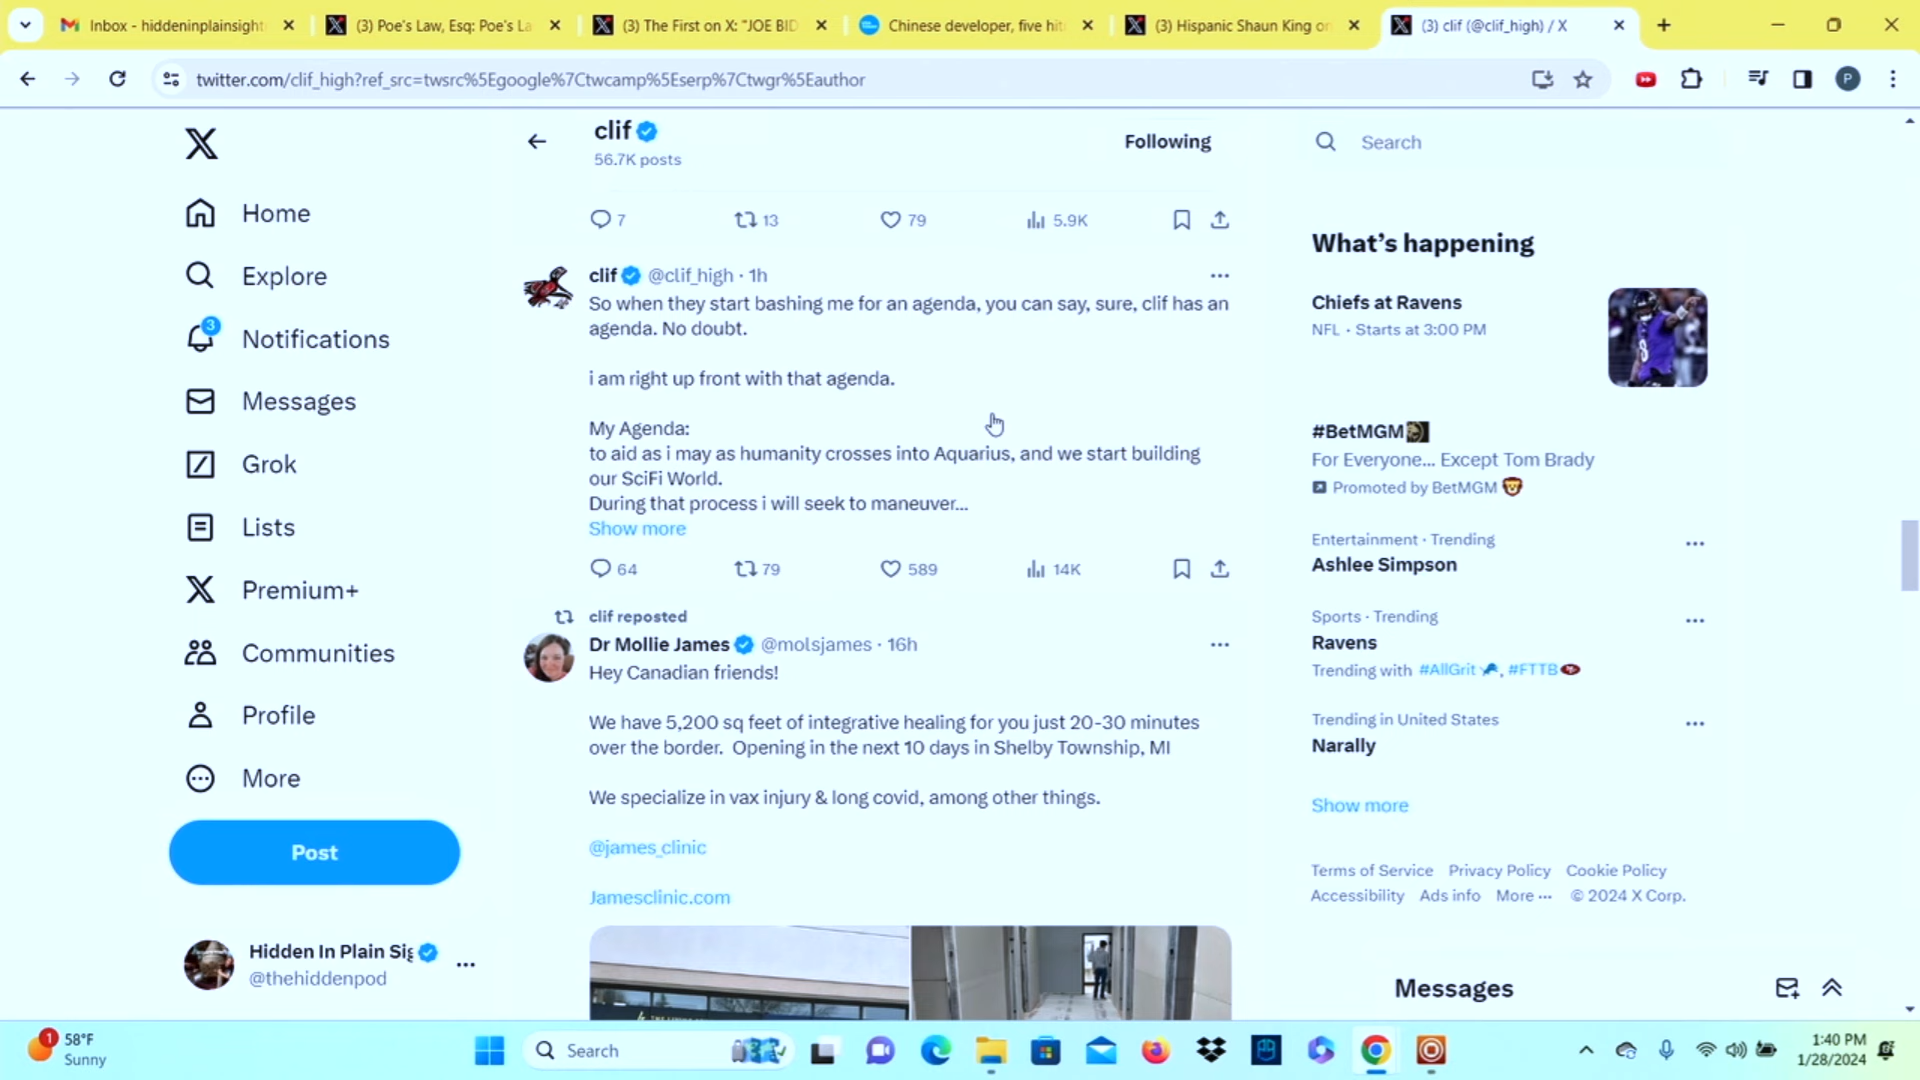 Inbox - hiddeninplainsight
(3) Poe's Law, Esq: Poe's La
(3) The First on X: "JOE BID
Chinese developer, five hit
(3) Hispanic Shaun King on
(3) clif (@clif_high) / X
twitter.com/clif_high?ref_src=twsrc%5Egoogle%7Ctwcamp%5Eserp%7Ctwgr%5Eauthor
P
Home
Explore
3
Notifications
Messages
Grok
Lists
Premium+
Communities
Profile
More
Post
Hidden In Plain Sig
@thehiddenpod
clif
56.7K posts
Following
7 13 79 5.9K
clif @clif_high · 1h
So when they start bashing me for an agenda, you can say, sure, clif has an
agenda. No doubt.
i am right up front with that agenda.
My Agenda:
to aid as i may as humanity crosses into Aquarius, and we start building
our SciFi World.
During that process i will seek to maneuver...
Show more
64 79 589 14K
clif reposted
Dr Mollie James @molsjames · 16h
Hey Canadian friends!
We have 5,200 sq feet of integrative healing for you just 20-30 minutes
over the border. Opening in the next 10 days in Shelby Township, MI
We specialize in vax injury & long covid, among other things.
@james_clinic
Jamesclinic.com
Search
What's happening
Chiefs at Ravens
NFL · Starts at 3:00 PM
#BetMGM
For Everyone... Except Tom Brady
Promoted by BetMGM
Entertainment · Trending
Ashlee Simpson
Sports · Trending
Ravens
Trending with #AllGrit, #FTTB
Trending in United States
Narally
Show more
Terms of Service Privacy Policy Cookie Policy
Accessibility Ads info More ··· © 2024 X Corp.
Messages
1
58°F
Sunny
Search
1:40 PM
1/28/2024